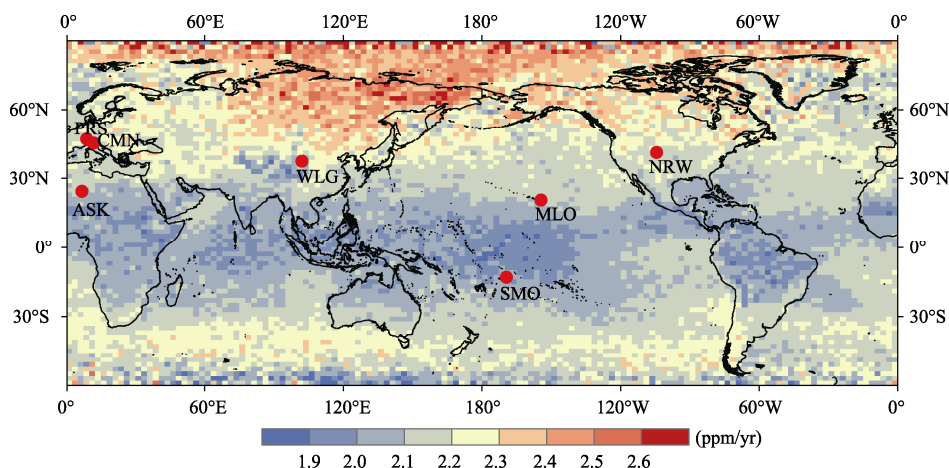 0° 60°E 120°E 180° 120°W 60°W 0°
60°N 60°N
PRS
CMN
WLG
NRW
30°N 30°N
ASK
MLO
0° 0°
SMO
30°S 30°S
0° 60°E 120°E 180° 120°W 60°W 0°
(ppm/yr)
1.9 2.0 2.1 2.2 2.3 2.4 2.5 2.6